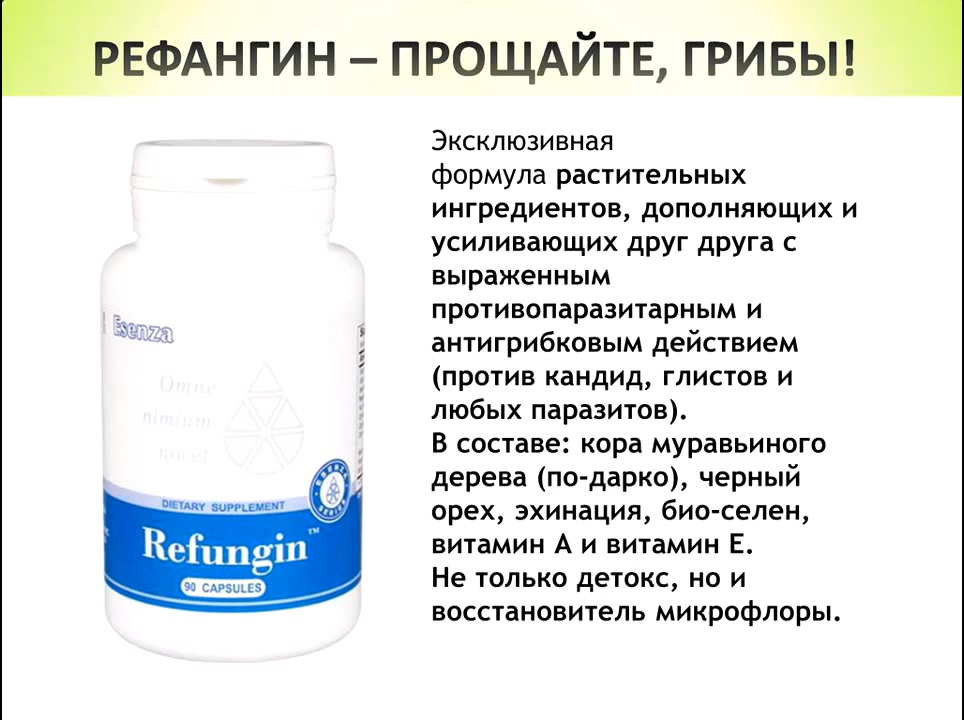 РЕФАНГИН – ПРОЩАЙТЕ, ГРИБЫ!
Эксклюзивная
формула растительных
ингредиентов, дополняющих и
усиливающих друг друга с
выраженным
противопаразитарным и
антигрибковым действием
(против кандид, глистов и
любых паразитов).
В составе: кора муравьиного
дерева (по-дарко), черный
орех, эхинация, био-селен,
витамин А и витамин Е.
Не только детокс, но и
восстановитель микрофлоры.
Esenza
Omne
nimium
nocet
DIETARY SUPPLEMENT
Refungin™
90 CAPSULES